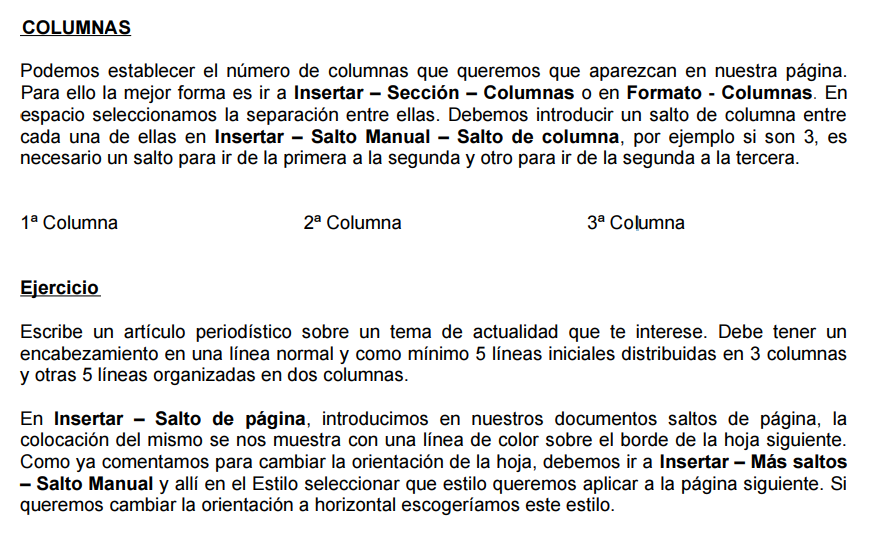 COLUMNAS
Podemos establecer el número de columnas que queremos que aparezcan en nuestra página.
Para ello la mejor forma es ir a Insertar – Sección – Columnas o en Formato - Columnas. En
espacio seleccionamos la separación entre ellas. Debemos introducir un salto de columna entre
cada una de ellas en Insertar – Salto Manual – Salto de columna, por ejemplo si son 3, es
necesario un salto para ir de la primera a la segunda y otro para ir de la segunda a la tercera.
1ª Columna 2ª Columna 3ª Columna
Ejercicio
Escribe un artículo periodístico sobre un tema de actualidad que te interese. Debe tener un
encabezamiento en una línea normal y como mínimo 5 líneas iniciales distribuidas en 3 columnas
y otras 5 líneas organizadas en dos columnas.
En Insertar – Salto de página, introducimos en nuestros documentos saltos de página, la
colocación del mismo se nos muestra con una línea de color sobre el borde de la hoja siguiente.
Como ya comentamos para cambiar la orientación de la hoja, debemos ir a Insertar – Más saltos
– Salto Manual y allí en el Estilo seleccionar que estilo queremos aplicar a la página siguiente. Si
queremos cambiar la orientación a horizontal escogeríamos este estilo.